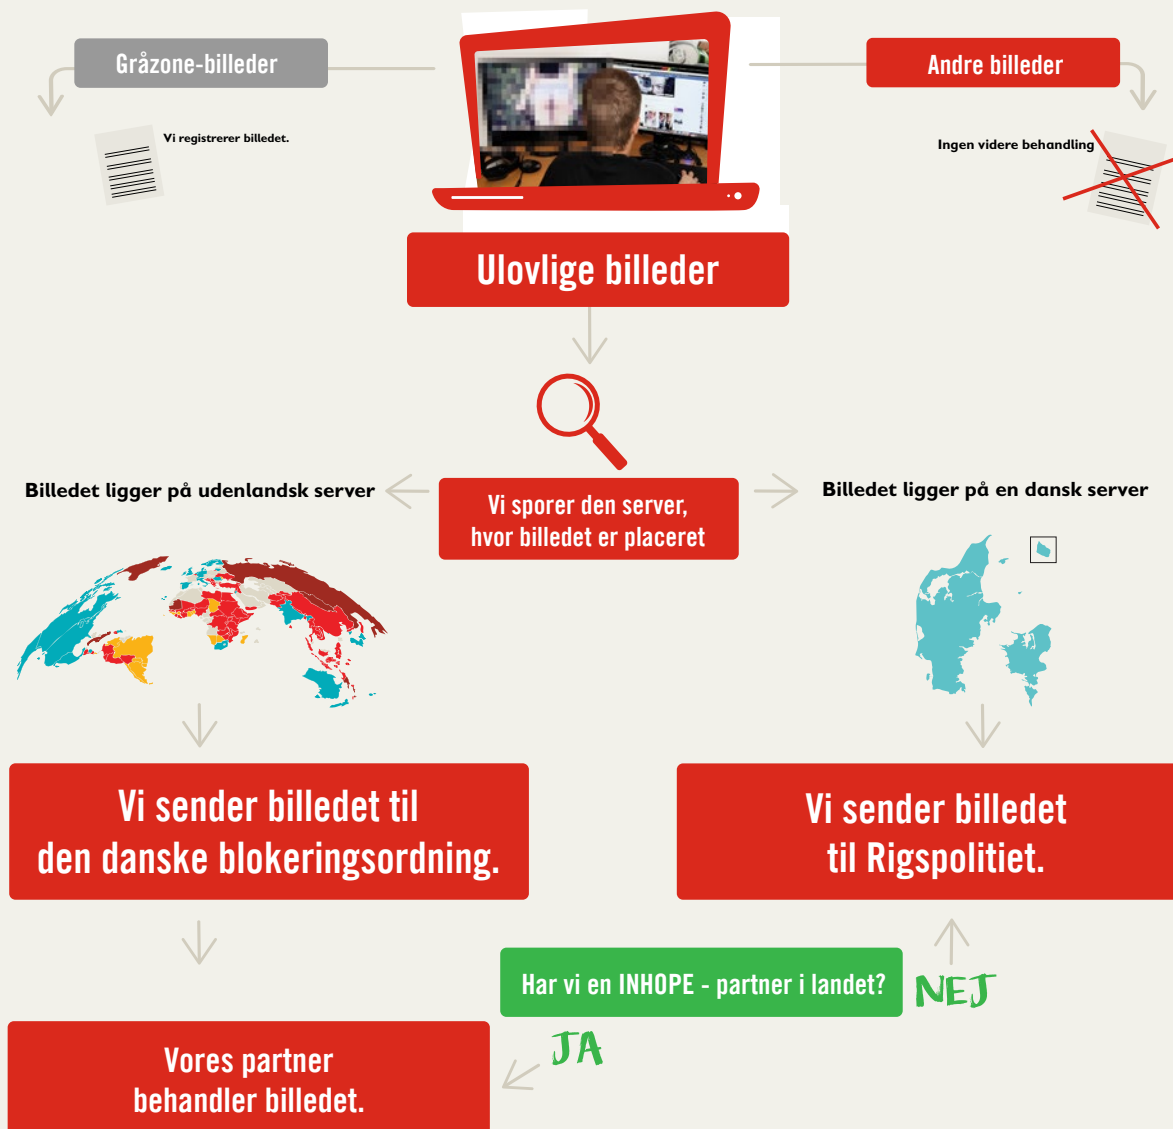 Gråzone-billeder
Andre billeder
Vi registrerer billedet.
Ingen videre behandling
Ulovlige billeder
Billedet ligger på udenlandsk server
Vi sporer den server,
hvor billedet er placeret
Billedet ligger på en dansk server
Vi sender billedet til
den danske blokeringsordning.
Vi sender billedet
til Rigspolitiet.
Har vi en INHOPE - partner i landet?
NEJ
JA
Vores partner
behandler billedet.